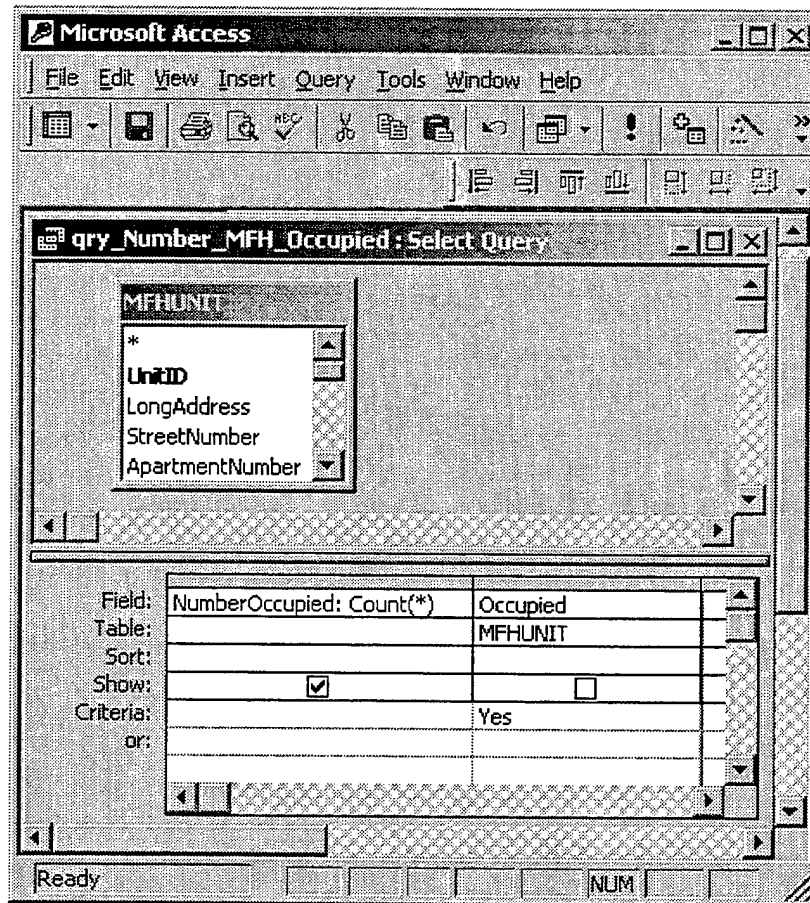 Microsoft Access
File Edit View Insert Query Tools Window Help
ABC
qry_Number_MFH_Occupied : Select Query
MFHUNIT
*
UnitID
LongAddress
StreetNumber
ApartmentNumber
Field: NumberOccupied: Count(*) Occupied
Table: MFHUNIT
Sort:
Show:
Criteria: Yes
or:
Ready NUM